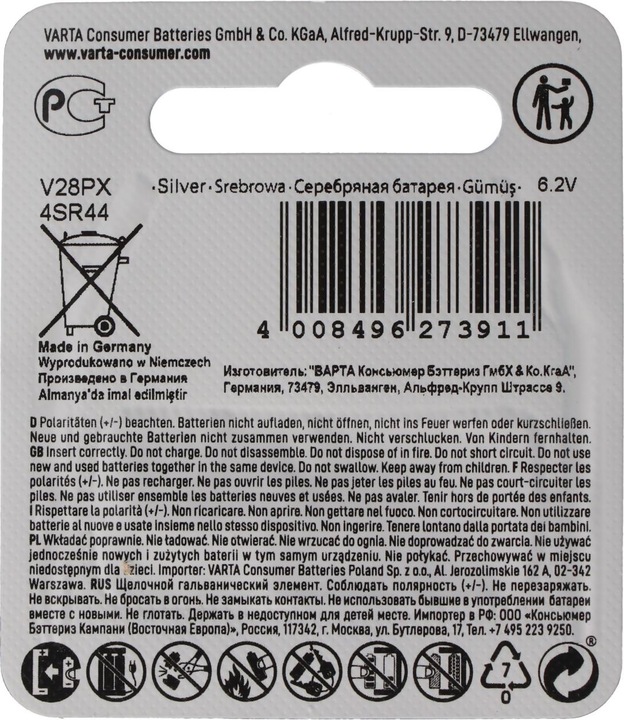 VARTA Consumer Batteries GmbH & Co. KGaA, Alfred-Krupp-Str. 9, D-73479 Ellwangen,
www.varta-consumer.com
V28PX ·Silver·Srebrowa·Серебряная батарея·Gümüş· 6.2V
4SR44
4 008496 273911
Made in Germany
Wyprodukowano w Niemczech
Произведено в Германия
Almanya'da imal edilmiştir
Изготовитель: "ВАРТА Консьюмер Бэттериз ГмбХ & Ко.КгаА",
Германия, 73479, Элльванген, Альфред-Крупп Штрассе 9.
D Polaritäten (+/-) beachten. Batterien nicht aufladen, nicht öffnen, nicht ins Feuer werfen oder kurzschließen.
Neue und gebrauchte Batterien nicht zusammen verwenden. Nicht verschlucken. Von Kindern fernhalten.
GB Insert correctly. Do not charge. Do not disassemble. Do not dispose of in fire. Do not short circuit. Do not use
new and used batteries together in the same device. Do not swallow. Keep away from children. F Respecter les
polarités (+/-). Ne pas recharger. Ne pas ouvrir les piles. Ne pas jeter les piles au feu. Ne pas court-circuiter les
piles. Ne pas utiliser ensemble les batteries neuves et usées. Ne pas avaler. Tenir hors de portée des enfants.
I Rispettare la polarità (+/-). Non ricaricare. Non aprire. Non gettare nel fuoco. Non cortocircuitare. Non utilizzare
batterie al nuove e usate insieme nello stesso dispositivo. Non ingerire. Tenere lontano dalla portata dei bambini.
PL Wkładać poprawnie. Nie ładować. Nie otwierać. Nie wrzucać do ognia. Nie doprowadzać do zwarcia. Nie używać
jednocześnie nowych i zużytych baterii w tym samym urządzeniu. Nie połykać. Przechowywać w miejscu
niedostępnym dla dzieci. Importer: VARTA Consumer Batteries Poland Sp. z o.o., Al. Jerozolimskie 162 A, 02-342
Warszawa. RUS Щелочной гальванический элемент. Соблюдать полярность (+/-). Не перезаряжать.
Не вскрывать. Не бросать в огонь. Не замыкать контакты. Не использовать бывшие в употреблении батареи
вместе с новыми. Не глотать. Держать в недоступном для детей месте. Импортер в РФ: ООО «Консьюмер
Бэттериз Кампани (Восточная Европа)», Россия, 117342, г. Москва, ул. Бутлерова, 17, Тел. +7 495 223 9250.
®
7
0